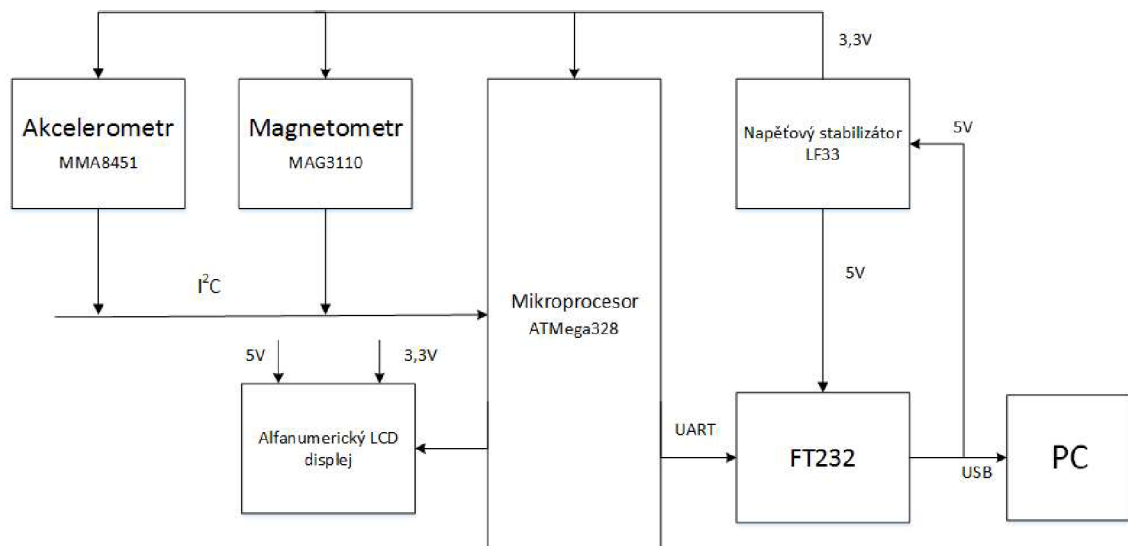 3,3V
Akcelerometr
MMA8451
Magnetometr
MAG3110
Napěťový stabilizátor
LF33
5V
I²C
5V
Mikroprocesor
ATMega328
5V
3,3V
Alfanumerický LCD
displej
UART
FT232
USB
PC